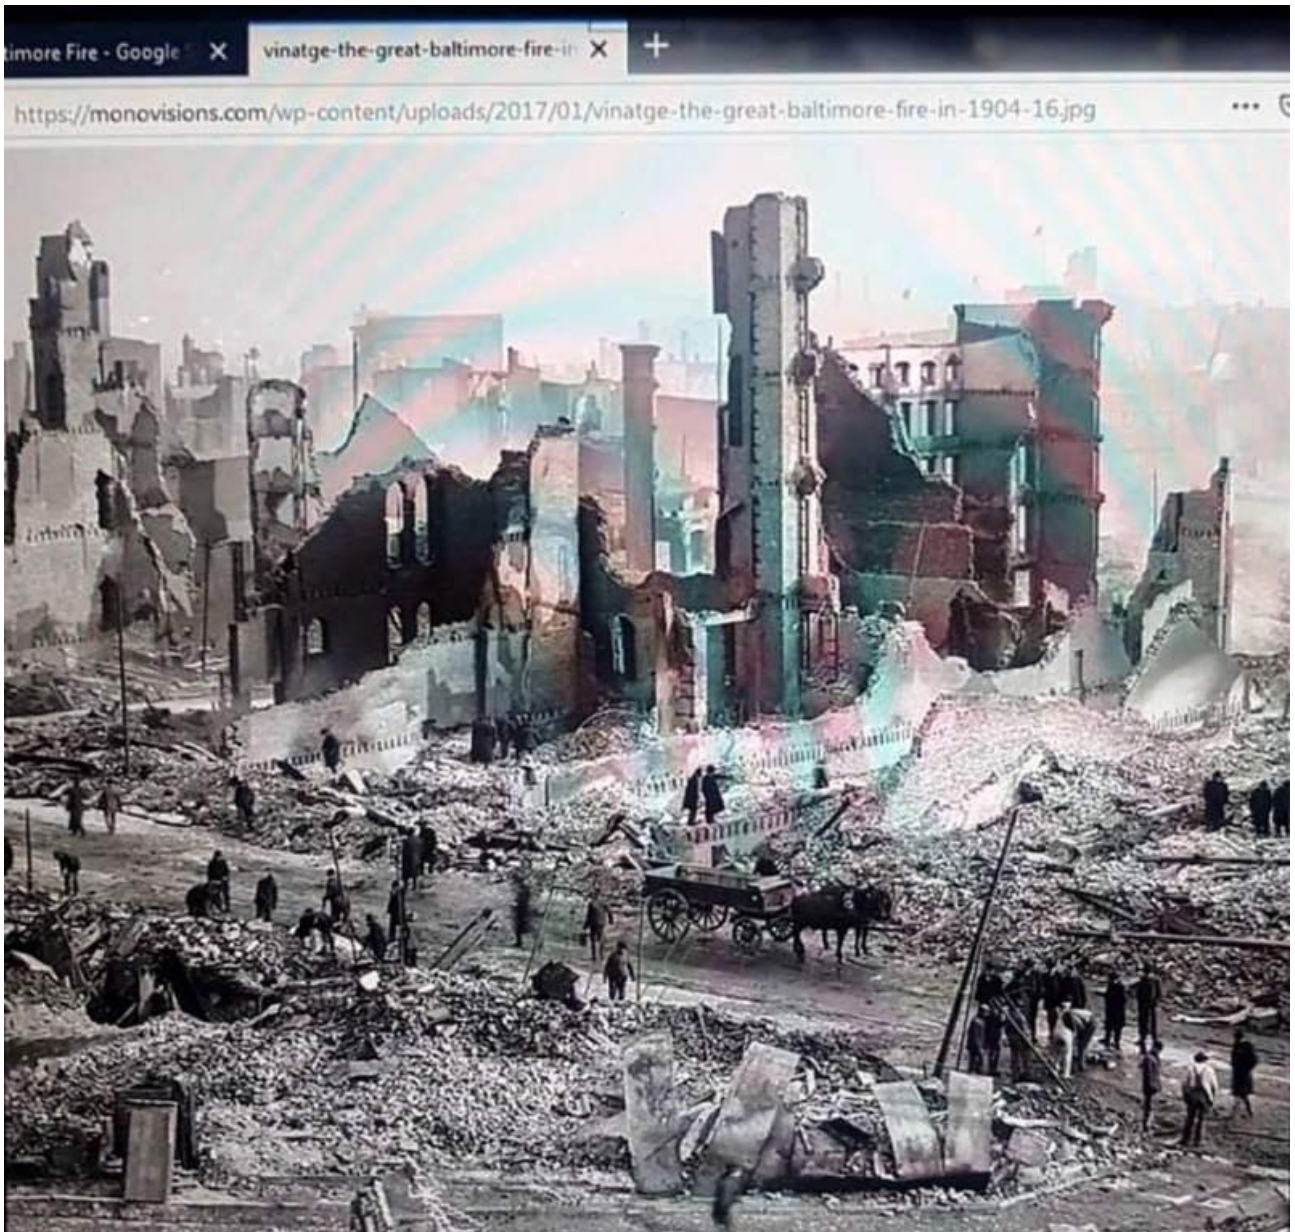 timore Fire - Google
vinatge-the-great-baltimore-fire-in
https://monovisions.com/wp-content/uploads/2017/01/vinatge-the-great-baltimore-fire-in-1904-16.jpg